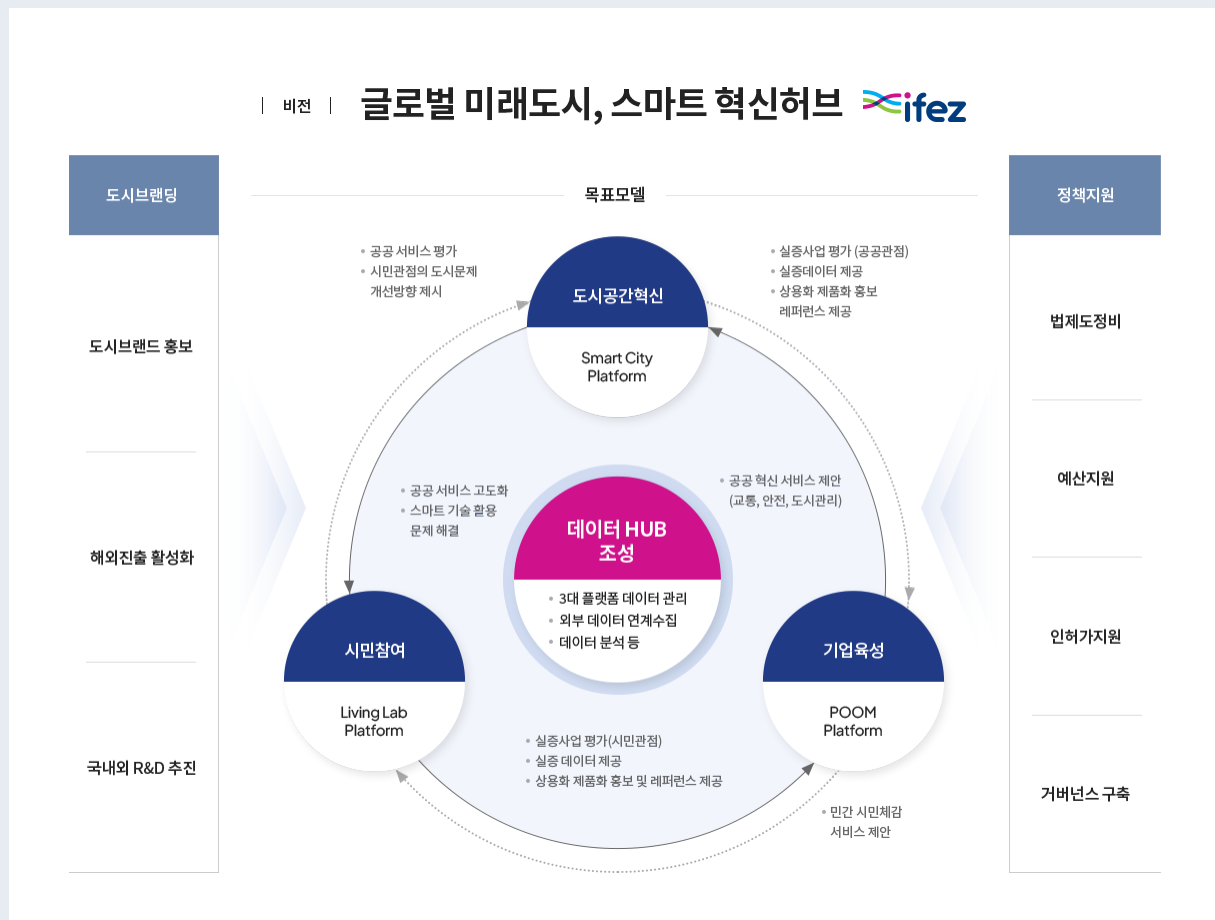 비전
글로벌 미래도시, 스마트 혁신허브
ifez
도시브랜딩
도시브랜드 홍보
해외진출 활성화
국내외 R&D 추진
목표모델
• 공공 서비스 평가
• 시민관점의 도시문제
개선방향 제시
도시공간혁신
Smart City
Platform
• 실증사업 평가 (공공관점)
• 실증데이터 제공
• 상용화 제품화 홍보
레퍼런스 제공
• 공공 서비스 고도화
• 스마트 기술 활용
문제 해결
데이터 HUB
조성
• 3대 플랫폼 데이터 관리
• 외부 데이터 연계수집
• 데이터 분석 등
• 공공 혁신 서비스 제안
(교통, 안전, 도시관리)
시민참여
Living Lab
Platform
기업육성
POOM
Platform
• 실증사업 평가(시민관점)
• 실증 데이터 제공
• 상용화 제품화 홍보 및 레퍼런스 제공
• 민간 시민체감
서비스 제안
정책지원
법제도정비
예산지원
인허가지원
거버넌스 구축